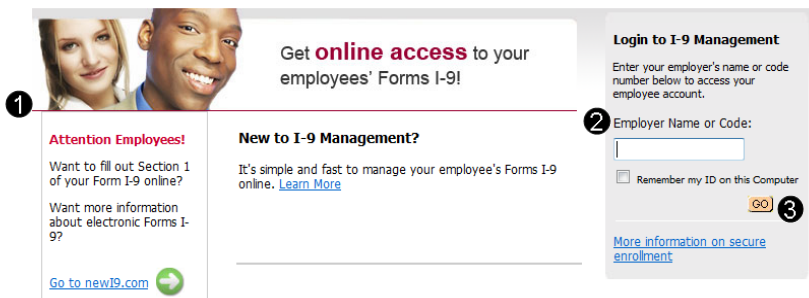 Get online access to your
employees' Forms I-9!
1
Attention Employees!
Want to fill out Section 1
of your Form I-9 online?
Want more information
about electronic Forms I-
9?
Go to newI9.com
New to I-9 Management?
It's simple and fast to manage your employee's Forms I-9
online. Learn More
Login to I-9 Management
Enter your employer's name or code
number below to access your
employee account.
2 Employer Name or Code:
Remember my ID on this Computer
GO 3
More information on secure
enrollment